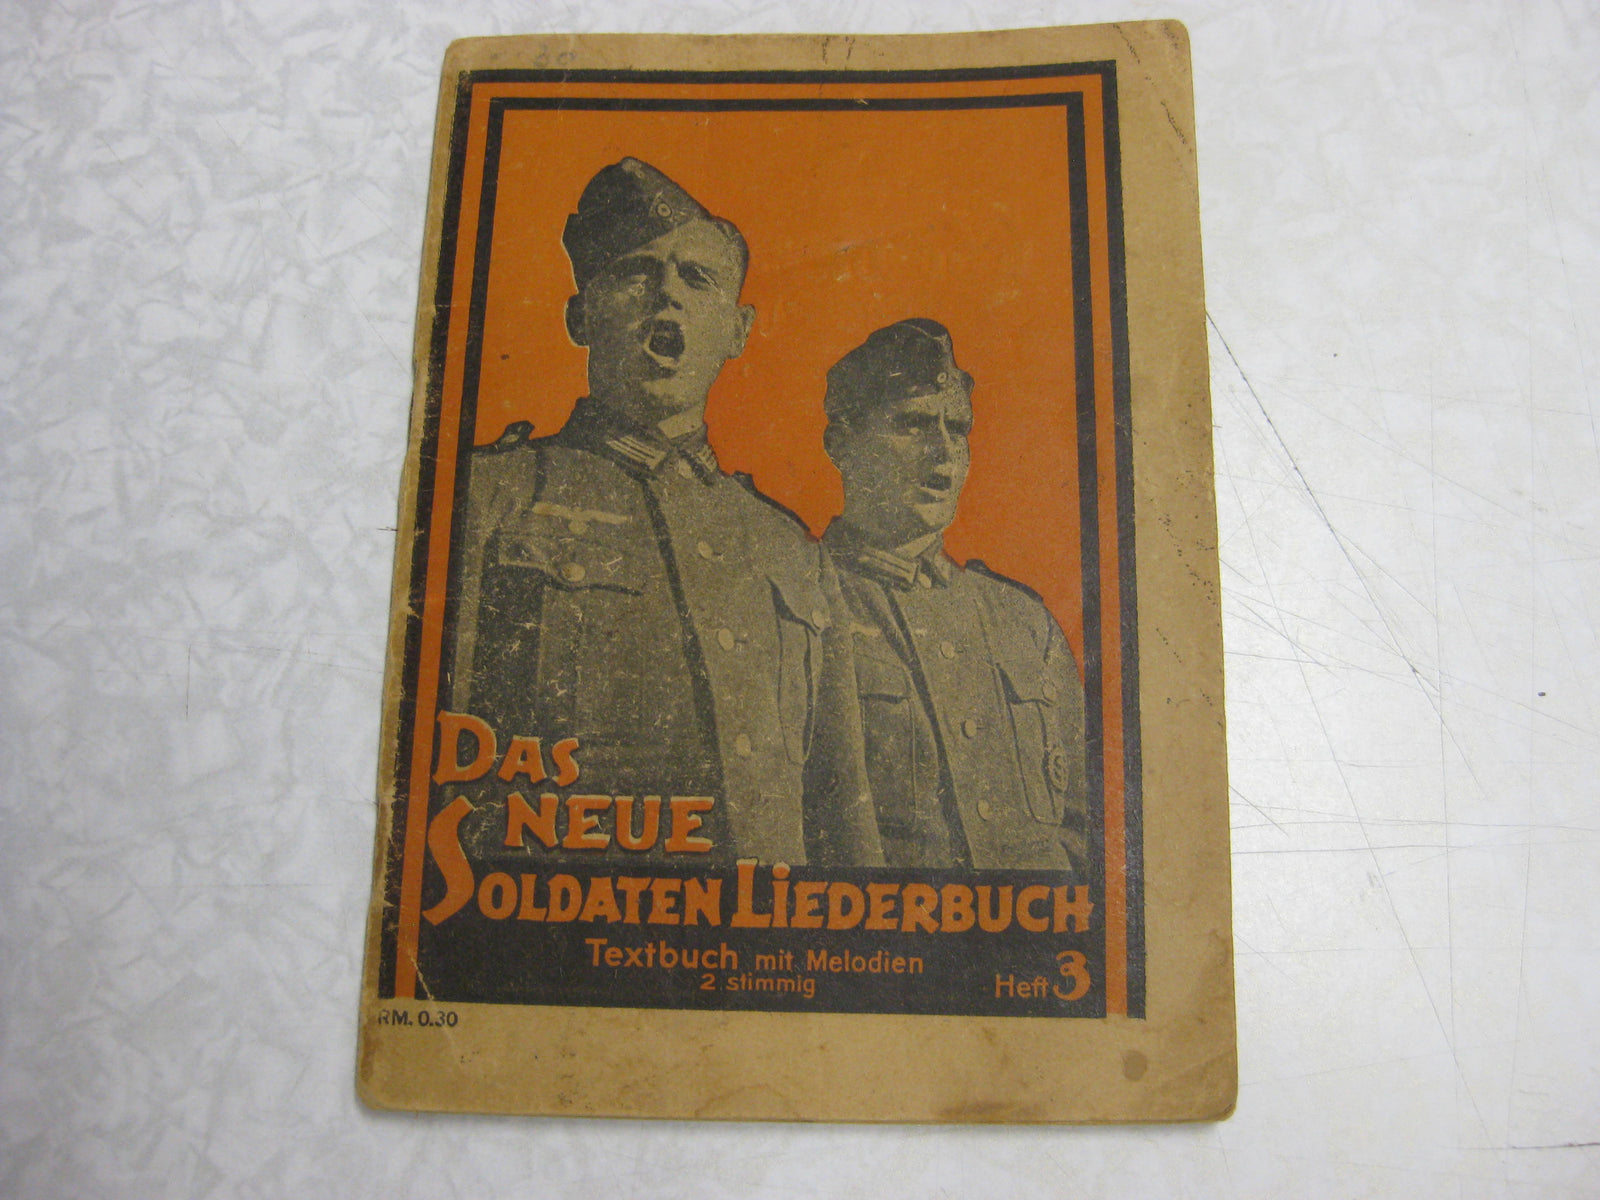 Das
neue
Soldaten Liederbuch
Textbuch mit Melodien
2 stimmig
Heft 3
RM. 0.30